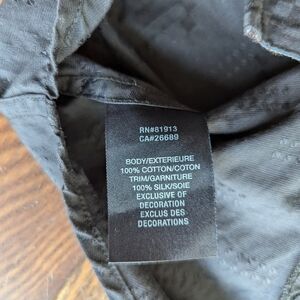 RN#81913
CA#26689
BODY/EXTERIEURE
100% COTTON/COTON
TRIM/GARNITURE
100% SILK/SOIE
EXCLUSIVE OF
DECORATION
EXCLUS DES
DECORATIONS